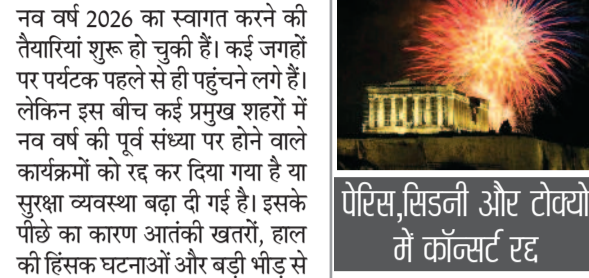 नव वर्ष 2026 का स्वागत करने की
तैयारियां शुरू हो चुकी हैं। कई जगहों
पर पर्यटक पहले से ही पहुंचने लगे हैं।
लेकिन इस बीच कई प्रमुख शहरों में
नव वर्ष की पूर्व संध्या पर होने वाले
कार्यक्रमों को रद्द कर दिया गया है या
सुरक्षा व्यवस्था बढ़ा दी गई है। इसके
पीछे का कारण आतंकी खतरों, हाल
की हिंसक घटनाओं और बड़ी भीड़ से
पेरिस,सिडनी और टोक्यो
में कॉन्सर्ट रद्द